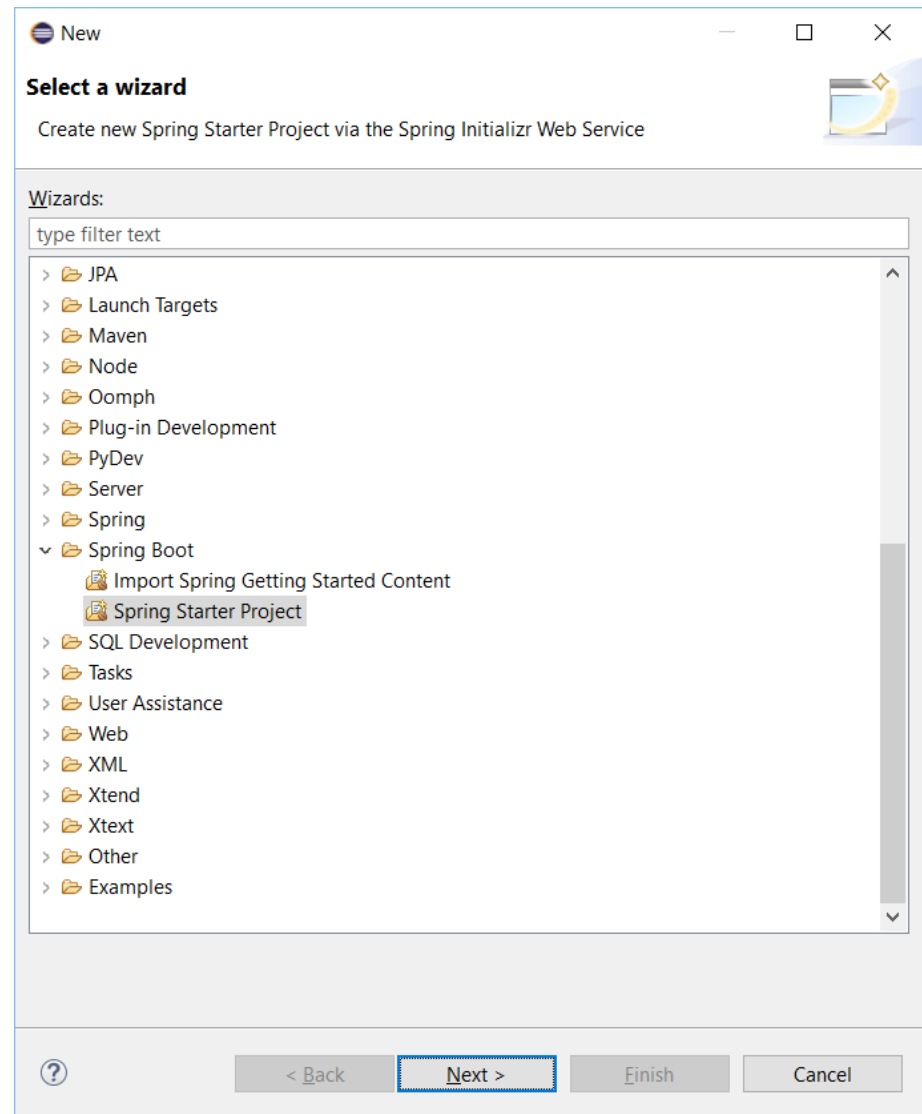 New
Select a wizard
Create new Spring Starter Project via the Spring Initializr Web Service
Wizards:
type filter text
JPA
Launch Targets
Maven
Node
Oomph
Plug-in Development
PyDev
Server
Spring
Spring Boot
Import Spring Getting Started Content
Spring Starter Project
SQL Development
Tasks
User Assistance
Web
XML
Xtend
Xtext
Other
Examples
? < Back Next > Finish Cancel